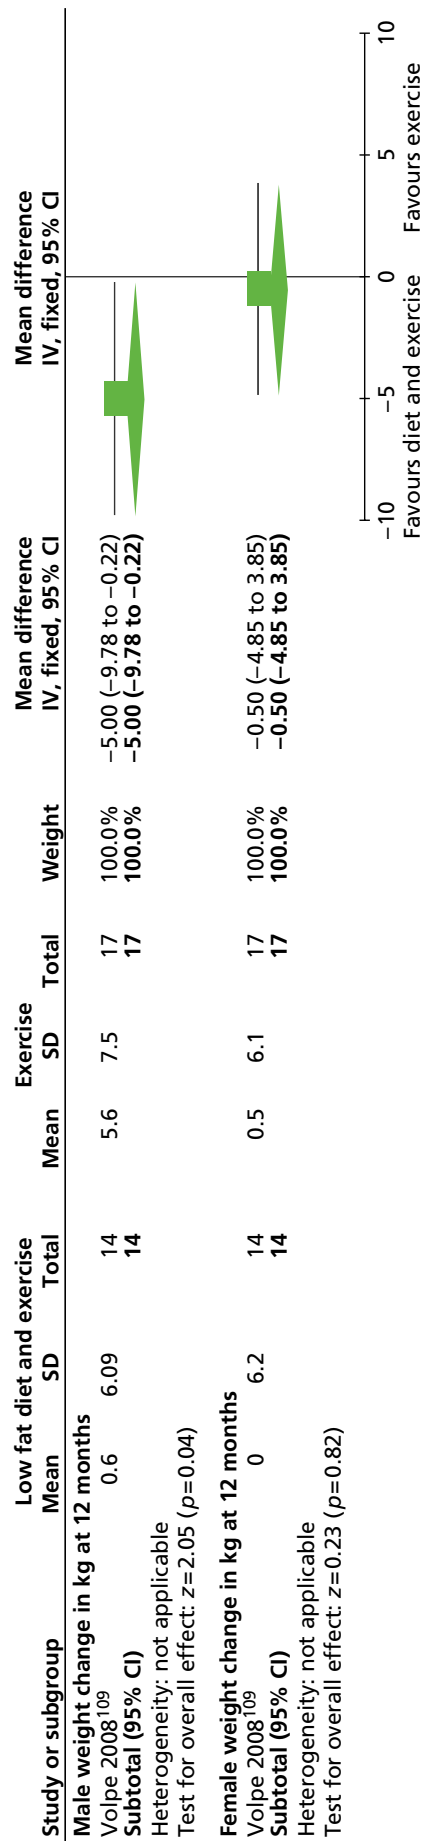 Low fat diet and exercise Exercise Mean difference Mean difference
Study or subgroup Mean SD Total Mean SD Total Weight IV, fixed, 95% CI IV, fixed, 95% CI
Male weight change in kg at 12 months
Volpe 2008109 0.6 6.09 14 5.6 7.5 17 100.0% −5.00 (−9.78 to −0.22)
Subtotal (95% CI) 14 17 100.0% −5.00 (−9.78 to −0.22)
Heterogeneity: not applicable
Test for overall effect: z=2.05 (p=0.04)
Female weight change in kg at 12 months
Volpe 2008109 0 6.2 14 0.5 6.1 17 100.0% −0.50 (−4.85 to 3.85)
Subtotal (95% CI) 14 17 100.0% −0.50 (−4.85 to 3.85)
Heterogeneity: not applicable
Test for overall effect: z=0.23 (p=0.82)
−10 −5 0 5 10
Favours diet and exercise Favours exercise